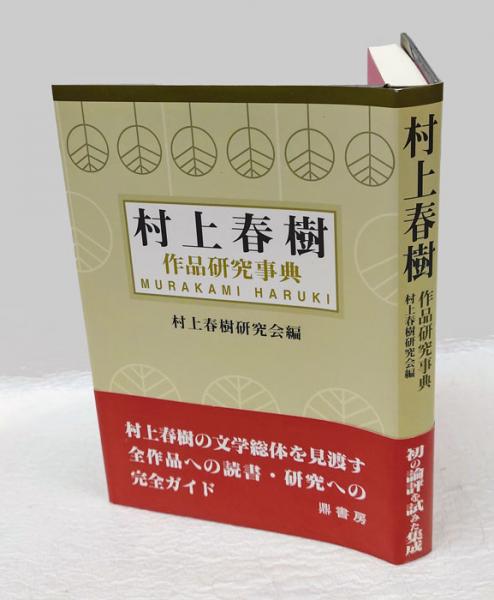 村上春樹
作品研究事典
MURAKAMI HARUKI
村上春樹研究会編
村上春樹の文学総体を見渡す
全作品への読書・研究への
完全ガイド
鼎書房
村上春樹
作品研究事典
村上春樹研究会編
初の論評を試みた集成